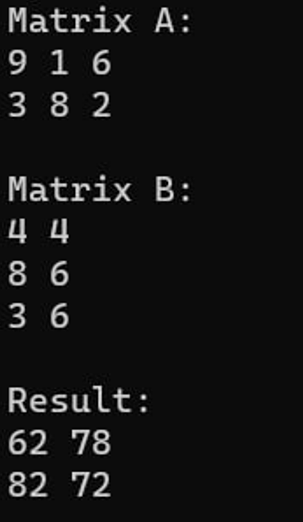 Matrix A:
9 1 6
3 8 2
Matrix B:
4 4
8 6
3 6
Result:
62 78
82 72